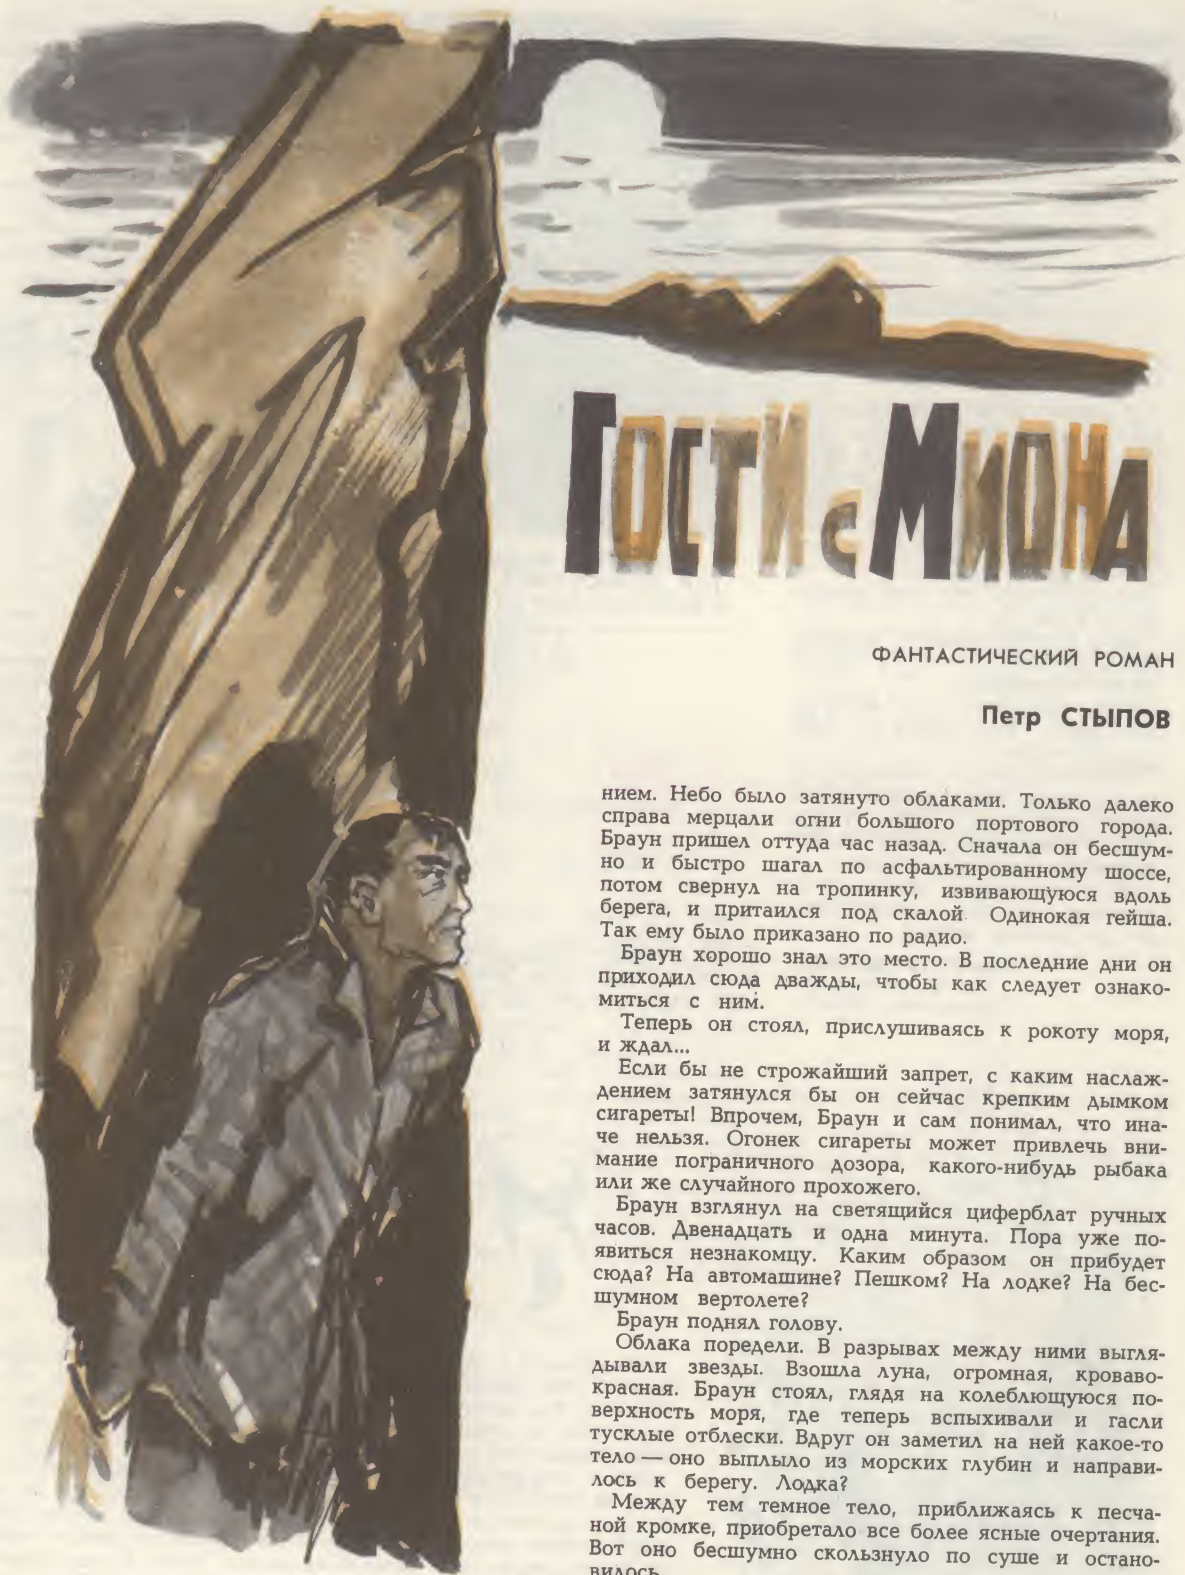 Гости с Миона
ФАНТАСТИЧЕСКИЙ РОМАН
Петр СТЫПОВ
нием. Небо было затянуто облаками. Только далеко
справа мерцали огни большого портового города.
Браун пришел оттуда час назад. Сначала он бесшум-
но и быстро шагал по асфальтированному шоссе,
потом свернул на тропинку, извивающуюся вдоль
берега, и притаился под скалой Одинокая гейша.
Так ему было приказано по радио.
Браун хорошо знал это место. В последние дни он
приходил сюда дважды, чтобы как следует ознако-
миться с ним.
Теперь он стоял, прислушиваясь к рокоту моря,
и ждал...
Если бы не строжайший запрет, с каким наслаж-
дением затянулся бы он сейчас крепким дымком
сигареты! Впрочем, Браун и сам понимал, что ина-
че нельзя. Огонек сигареты может привлечь вни-
мание пограничного дозора, какого-нибудь рыбака
или же случайного прохожего.
Браун взглянул на светящийся циферблат ручных
часов. Двенадцать и одна минута. Пора уже по-
явиться незнакомцу. Каким образом он прибудет
сюда? На автомашине? Пешком? На лодке? На бес-
шумном вертолете?
Браун поднял голову.
Облака поредели. В разрывах между ними выгля-
дывали звезды. Взошла луна, огромная, кроваво-
красная. Браун стоял, глядя на колеблющуюся по-
верхность моря, где теперь вспыхивали и гасли
тусклые отблески. Вдруг он заметил на ней какое-то
тело — оно выплыло из морских глубин и направи-
лось к берегу. Лодка?
Между тем темное тело, приближаясь к песча-
ной кромке, приобретало все более ясные очертания.
Вот оно бесшумно скользнуло по суше и остано-
вилось.